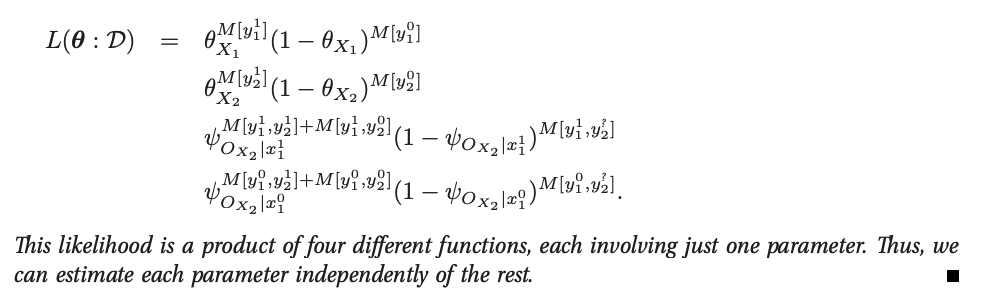 L(θ : D) = θ_{X_1}^{M[y_1^1]}(1 − θ_{X_1})^{M[y_1^0]}
θ_{X_2}^{M[y_2^1]}(1 − θ_{X_2})^{M[y_2^0]}
ψ_{O_{X_2}|x_1^1}^{M[y_1^1,y_2^1]+M[y_1^1,y_2^0]}(1 − ψ_{O_{X_2}|x_1^1})^{M[y_1^1,y_2^?]}
ψ_{O_{X_2}|x_1^0}^{M[y_1^0,y_2^1]+M[y_1^0,y_2^0]}(1 − ψ_{O_{X_2}|x_1^0})^{M[y_1^0,y_2^?]}.
This likelihood is a product of four different functions, each involving just one parameter. Thus, we
can estimate each parameter independently of the rest. ■